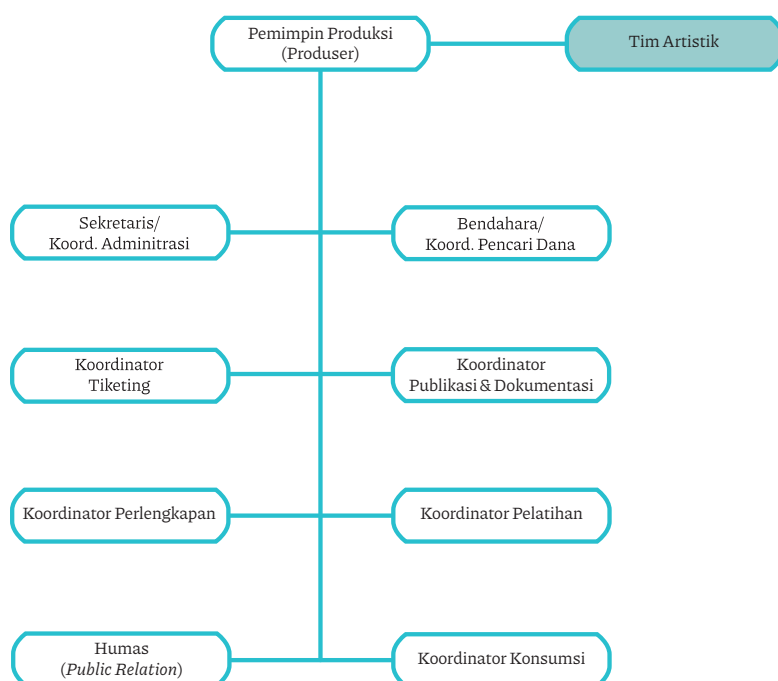 Pemimpin Produksi
(Produser)
Tim Artistik
Sekretaris/
Koord. Adminitrasi
Bendahara/
Koord. Pencari Dana
Koordinator
Tiketing
Koordinator
Publikasi & Dokumentasi
Koordinator Perlengkapan
Koordinator Pelatihan
Humas
(Public Relation)
Koordinator Konsumsi